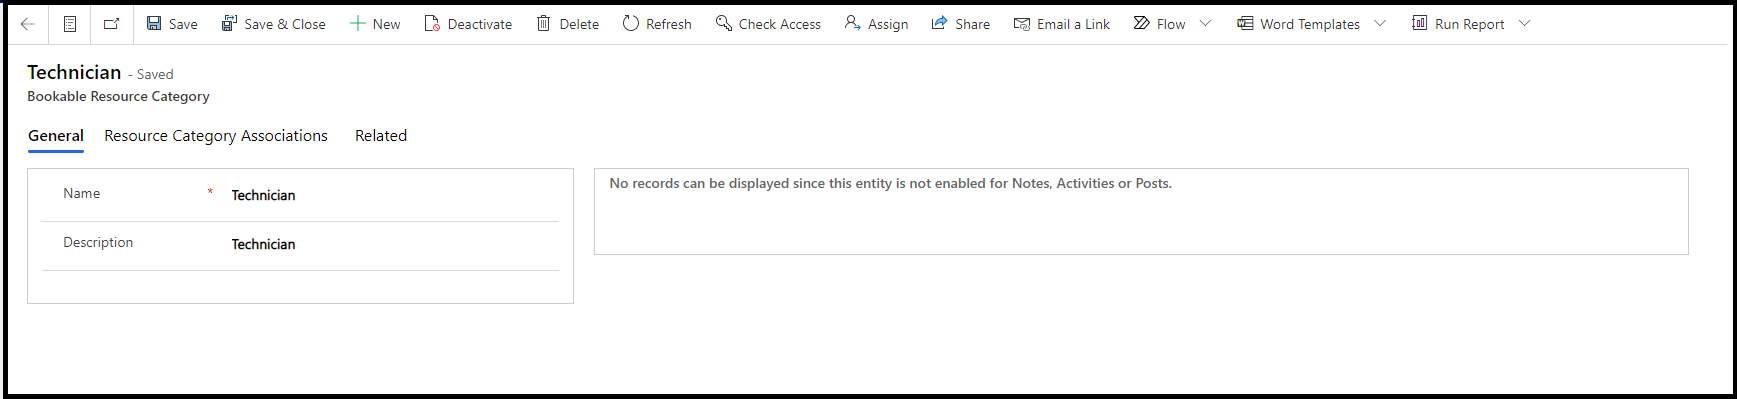 Save Save & Close New Deactivate Delete Refresh Check Access Assign Share Email a Link Flow Word Templates Run Report
Technician - Saved
Bookable Resource Category
General Resource Category Associations Related
Name * Technician
Description Technician
No records can be displayed since this entity is not enabled for Notes, Activities or Posts.